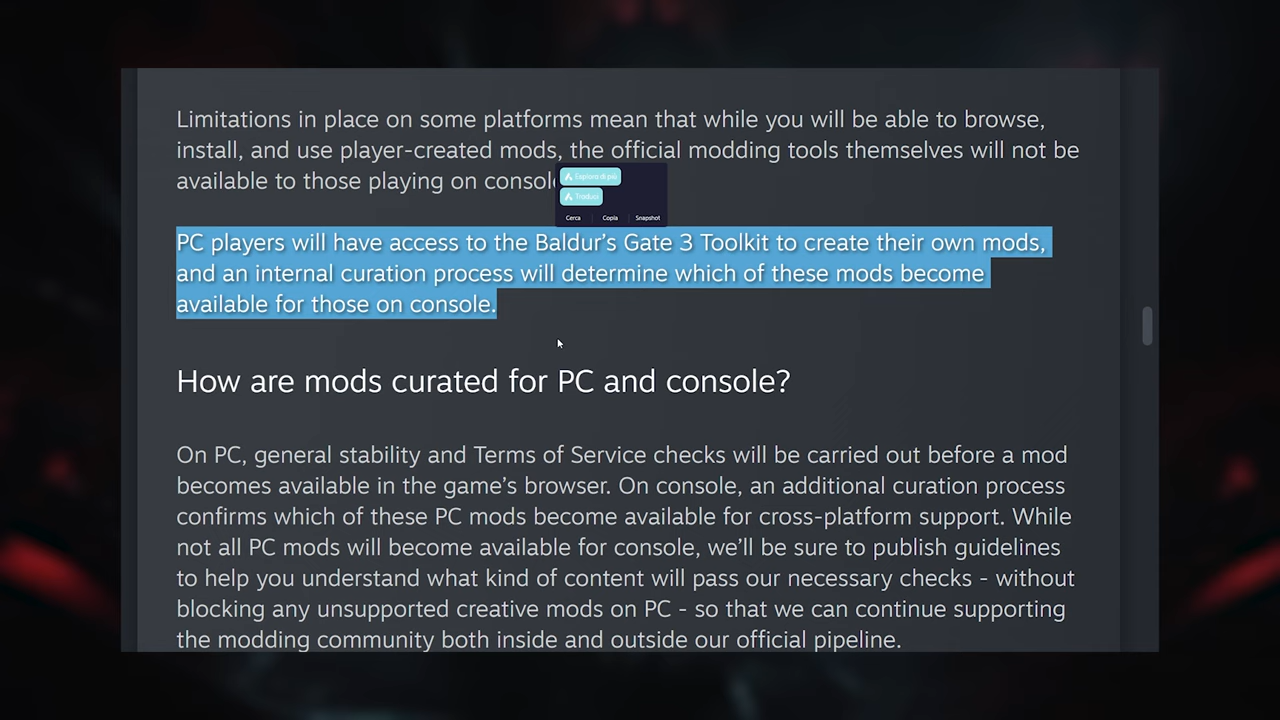 Limitations in place on some platforms mean that while you will be able to browse,
install, and use player-created mods, the official modding tools themselves will not be
available to those playing on consol
Esplora di più
Traduci
Cerca Copia Snapshot
PC players will have access to the Baldur's Gate 3 Toolkit to create their own mods,
and an internal curation process will determine which of these mods become
available for those on console.
How are mods curated for PC and console?
On PC, general stability and Terms of Service checks will be carried out before a mod
becomes available in the game's browser. On console, an additional curation process
confirms which of these PC mods become available for cross-platform support. While
not all PC mods will become available for console, we'll be sure to publish guidelines
to help you understand what kind of content will pass our necessary checks - without
blocking any unsupported creative mods on PC - so that we can continue supporting
the modding community both inside and outside our official pipeline.